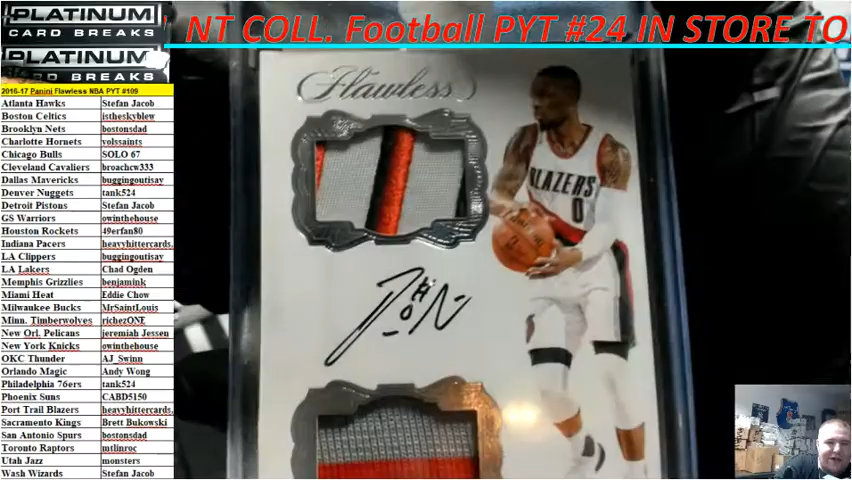 PLATINUM
CARD BREAKS
NT COLL. Football PYT #24 IN STORE TO
PLATINUM
CARD BREAKS
2016-17 Panini Flawless NBA PYT #109
Atlanta Hawks Stefan Jacob
Boston Celtics istheskyblew
Brooklyn Nets bostonsdad
Charlotte Hornets volssaints
Chicago Bulls SOLO 67
Cleveland Cavaliers broachcw333
Dallas Mavericks buggingoutisay
Denver Nuggets tank524
Detroit Pistons Stefan Jacob
GS Warriors owinthehouse
Houston Rockets 49erfan80
Indiana Pacers heavyhittercards.
LA Clippers buggingoutisay
LA Lakers Chad Ogden
Memphis Grizzlies benjamink
Miami Heat Eddie Chow
Milwaukee Bucks MrSaintLouis
Minn. Timberwolves richezONE
New Orl. Pelicans jeremiah Jessen
New York Knicks owinthehouse
OKC Thunder AJ_Swinn
Orlando Magic Andy Wong
Philadelphia 76ers tank524
Phoenix Suns CABD5150
Port Trail Blazers heavyhittercards.
Sacramento Kings Brett Bukowski
San Antonio Spurs bostonsdad
Toronto Raptors mtlinroc
Utah Jazz monsters
Wash Wizards Stefan Jacob
Flawless
BLAZERS
0